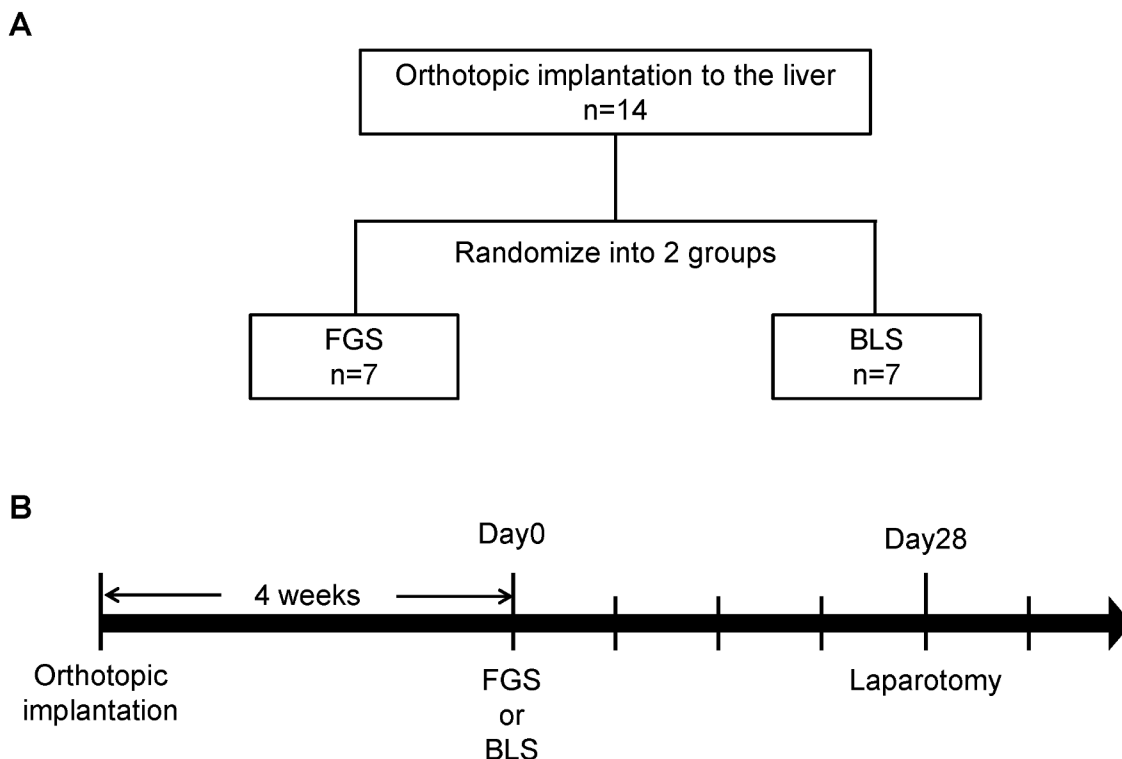 A
Orthotopic implantation to the liver
n=14
Randomize into 2 groups
FGS
n=7
BLS
n=7
B
Day0
Day28
4 weeks
Orthotopic
implantation
FGS
or
BLS
Laparotomy